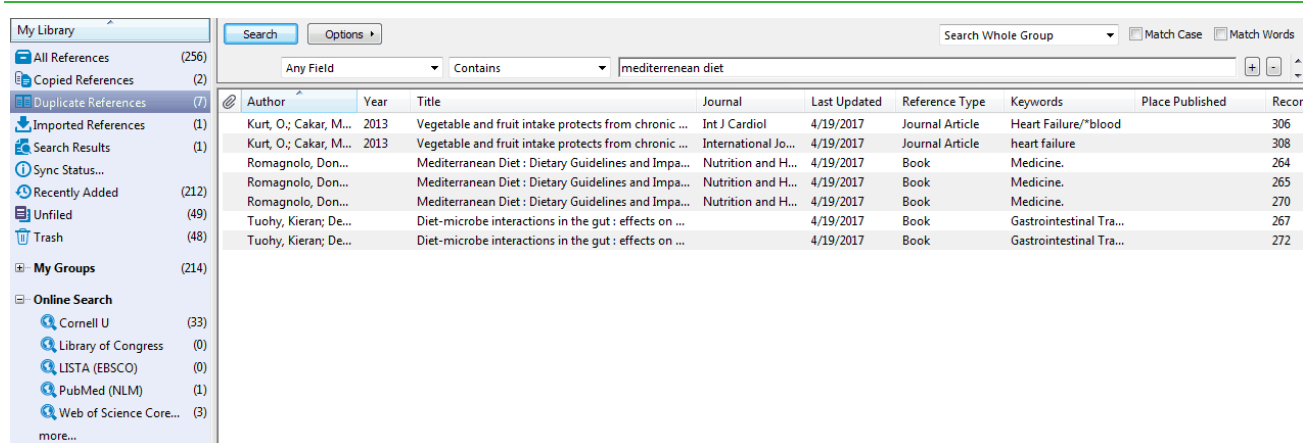 My Library
All References (256)
Copied References (2)
Duplicate References (7)
Imported References (1)
Search Results (1)
Sync Status...
Recently Added (212)
Unfiled (49)
Trash (48)
My Groups (214)
Online Search
Cornell U (33)
Library of Congress (0)
LISTA (EBSCO) (0)
PubMed (NLM) (1)
Web of Science Core... (3)
more...
Search Options Search Whole Group Match Case Match Words
Any Field Contains mediterrenean diet + -
Author Year Title Journal Last Updated Reference Type Keywords Place Published Recor
Kurt, O.; Cakar, M... 2013 Vegetable and fruit intake protects from chronic ... Int J Cardiol 4/19/2017 Journal Article Heart Failure/*blood 306
Kurt, O.; Cakar, M... 2013 Vegetable and fruit intake protects from chronic ... International Jo... 4/19/2017 Journal Article heart failure 308
Romagnolo, Don... Mediterranean Diet : Dietary Guidelines and Impa... Nutrition and H... 4/19/2017 Book Medicine. 264
Romagnolo, Don... Mediterranean Diet : Dietary Guidelines and Impa... Nutrition and H... 4/19/2017 Book Medicine. 265
Romagnolo, Don... Mediterranean Diet : Dietary Guidelines and Impa... Nutrition and H... 4/19/2017 Book Medicine. 270
Tuohy, Kieran; De... Diet-microbe interactions in the gut : effects on ... 4/19/2017 Book Gastrointestinal Tra... 267
Tuohy, Kieran; De... Diet-microbe interactions in the gut : effects on ... 4/19/2017 Book Gastrointestinal Tra... 272